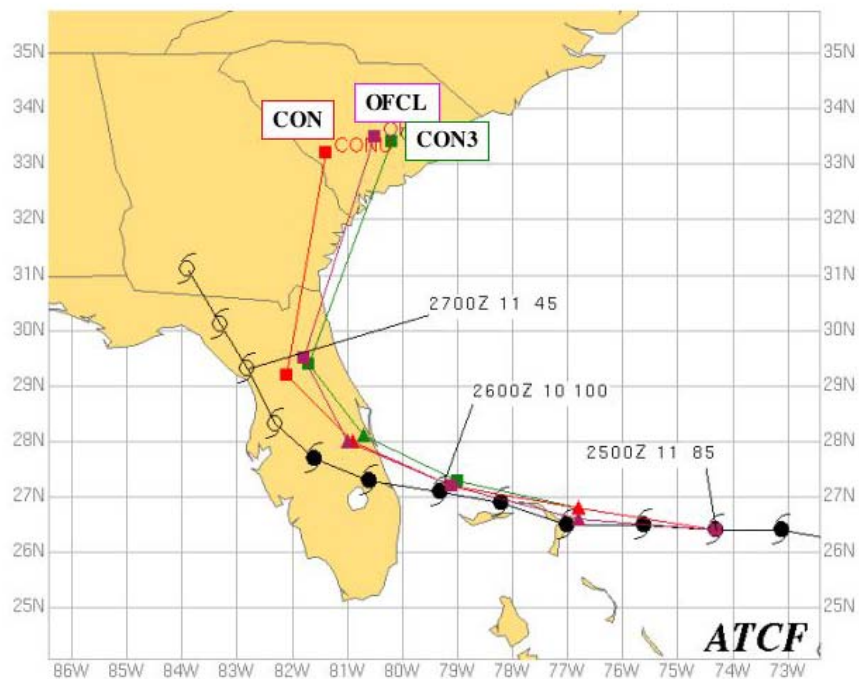 35N 35N
34N OFCL 34N
CON CON3
33N CONU 33N
32N 32N
31N 31N
2700Z 11 45
30N 30N
29N 2600Z 10 100 29N
28N 2500Z 11 85 28N
27N 27N
26N 26N
25N 25N
ATCF
86W 85W 84W 83W 82W 81W 80W 79W 78W 77W 76W 75W 74W 73W